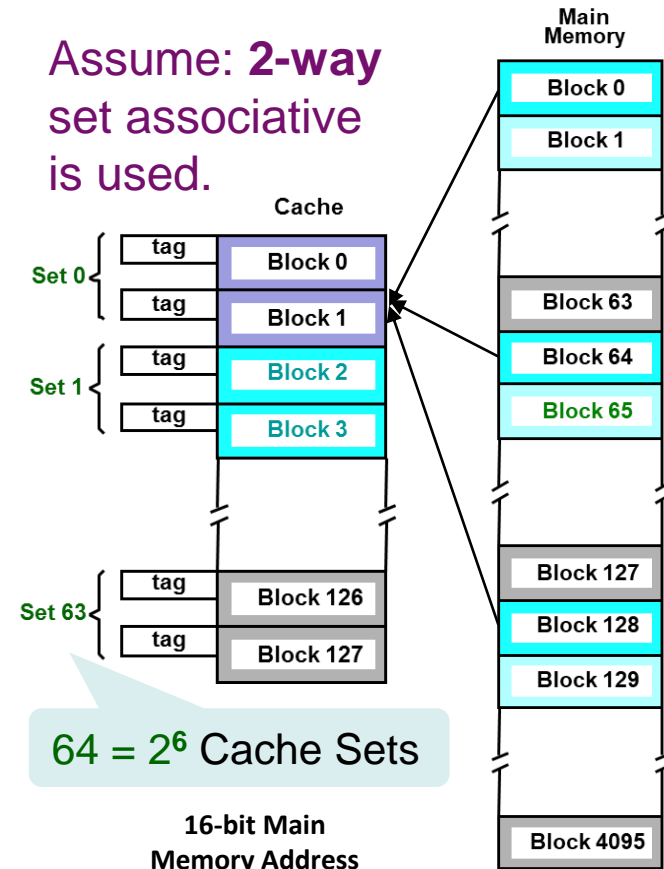 Assume: 2-way
set associative
is used.
Cache
Set 0
tag
Block 0
tag
Block 1
Set 1
tag
Block 2
tag
Block 3
Set 63
tag
Block 126
tag
Block 127
64 = 2⁶ Cache Sets
16-bit Main
Memory Address
Main
Memory
Block 0
Block 1
Block 63
Block 64
Block 65
Block 127
Block 128
Block 129
Block 4095